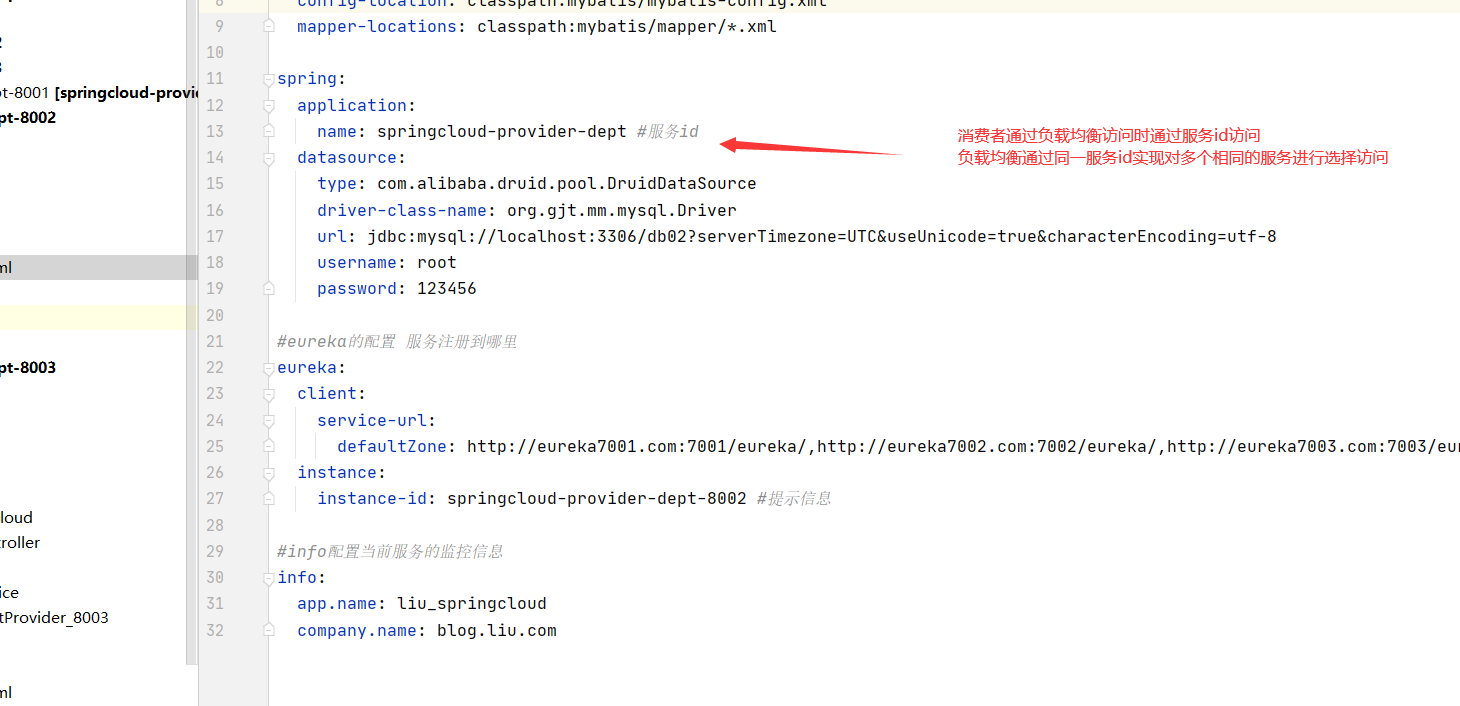 8 config-location: classpath:mybatis/mybatis-config.xml
9 mapper-locations: classpath:mybatis/mapper/*.xml
10
11 spring:
12 application:
13 name: springcloud-provider-dept #服务id
14 datasource:
15 type: com.alibaba.druid.pool.DruidDataSource
16 driver-class-name: org.gjt.mm.mysql.Driver
17 url: jdbc:mysql://localhost:3306/db02?serverTimezone=UTC&useUnicode=true&characterEncoding=utf-8
18 username: root
19 password: 123456
20
21 #eureka的配置 服务注册到哪里
22 eureka:
23 client:
24 service-url:
25 defaultZone: http://eureka7001.com:7001/eureka/,http://eureka7002.com:7002/eureka/,http://eureka7003.com:7003/eur
26 instance:
27 instance-id: springcloud-provider-dept-8002 #提示信息
28
29 #info配置当前服务的监控信息
30 info:
31 app.name: liu_springcloud
32 company.name: blog.liu.com
消费者通过负载均衡访问时通过服务id访问
负载均衡通过同一服务id实现对多个相同的服务进行选择访问
pt-8001 [springcloud-provi
pt-8002
ml
pt-8003
loud
roller
ice
tProvider_8003
ml